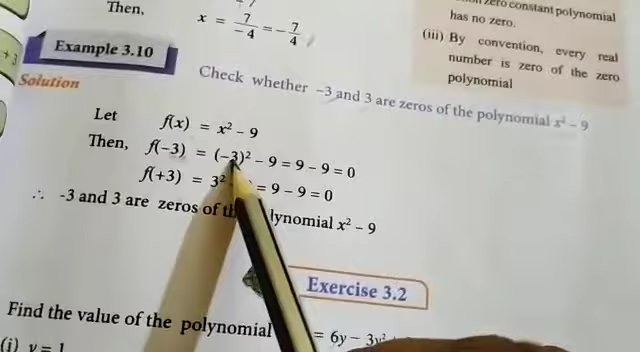 Then,
x = 7/-4 = -7/4
zero constant polynomial
has no zero.
(iii) By convention, every real
number is zero of the zero
polynomial
Example 3.10
Check whether -3 and 3 are zeros of the polynomial x² - 9
Solution
Let f(x) = x² - 9
Then, f(-3) = (-3)² - 9 = 9 - 9 = 0
f(+3) = 3² = 9 - 9 = 0
∴ -3 and 3 are zeros of lynomial x² - 9
Exercise 3.2
Find the value of the polynomial = 6y - 3y²
(i) y = 1